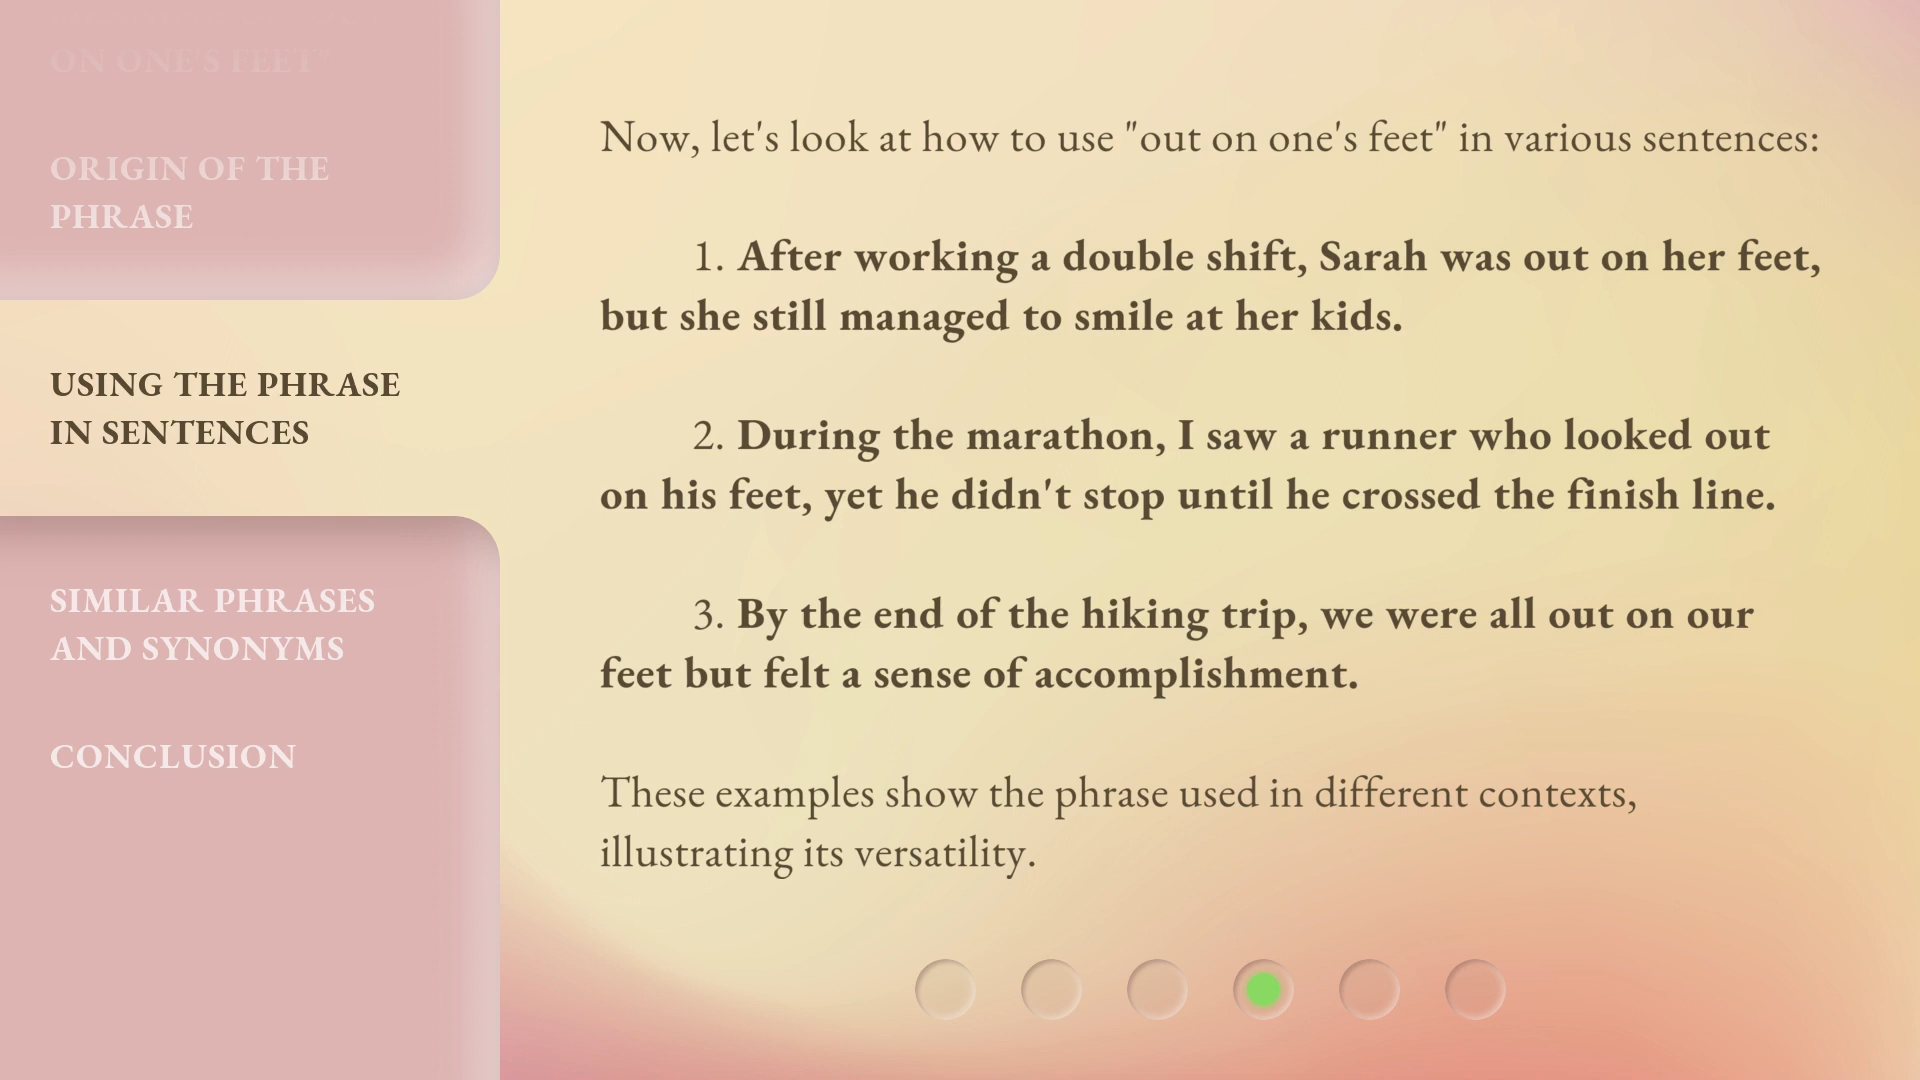 ON ONE'S FEET"
ORIGIN OF THE
PHRASE
USING THE PHRASE
IN SENTENCES
SIMILAR PHRASES
AND SYNONYMS
CONCLUSION
Now, let's look at how to use "out on one's feet" in various sentences:
1. After working a double shift, Sarah was out on her feet,
but she still managed to smile at her kids.
2. During the marathon, I saw a runner who looked out
on his feet, yet he didn't stop until he crossed the finish line.
3. By the end of the hiking trip, we were all out on our
feet but felt a sense of accomplishment.
These examples show the phrase used in different contexts,
illustrating its versatility.